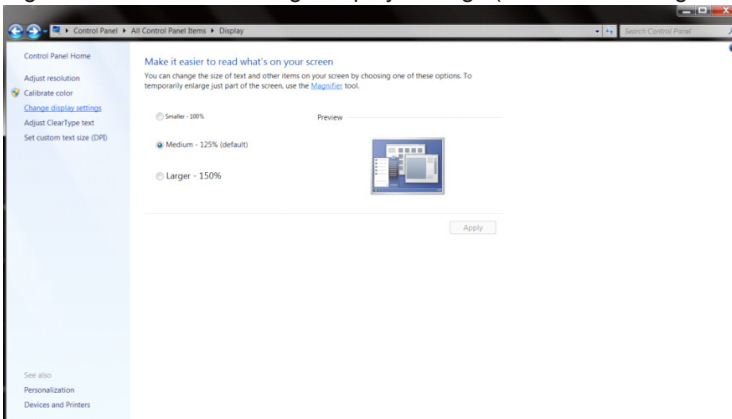 Control Panel ▸ All Control Panel Items ▸ Display
Search Control Panel
Control Panel Home
Adjust resolution
Calibrate color
Change display settings
Adjust ClearType text
Set custom text size (DPI)
Make it easier to read what's on your screen
You can change the size of text and other items on your screen by choosing one of these options. To
temporarily enlarge just part of the screen, use the Magnifier tool.
Smaller - 100%
Preview
Medium - 125% (default)
Larger - 150%
Apply
See also
Personalization
Devices and Printers